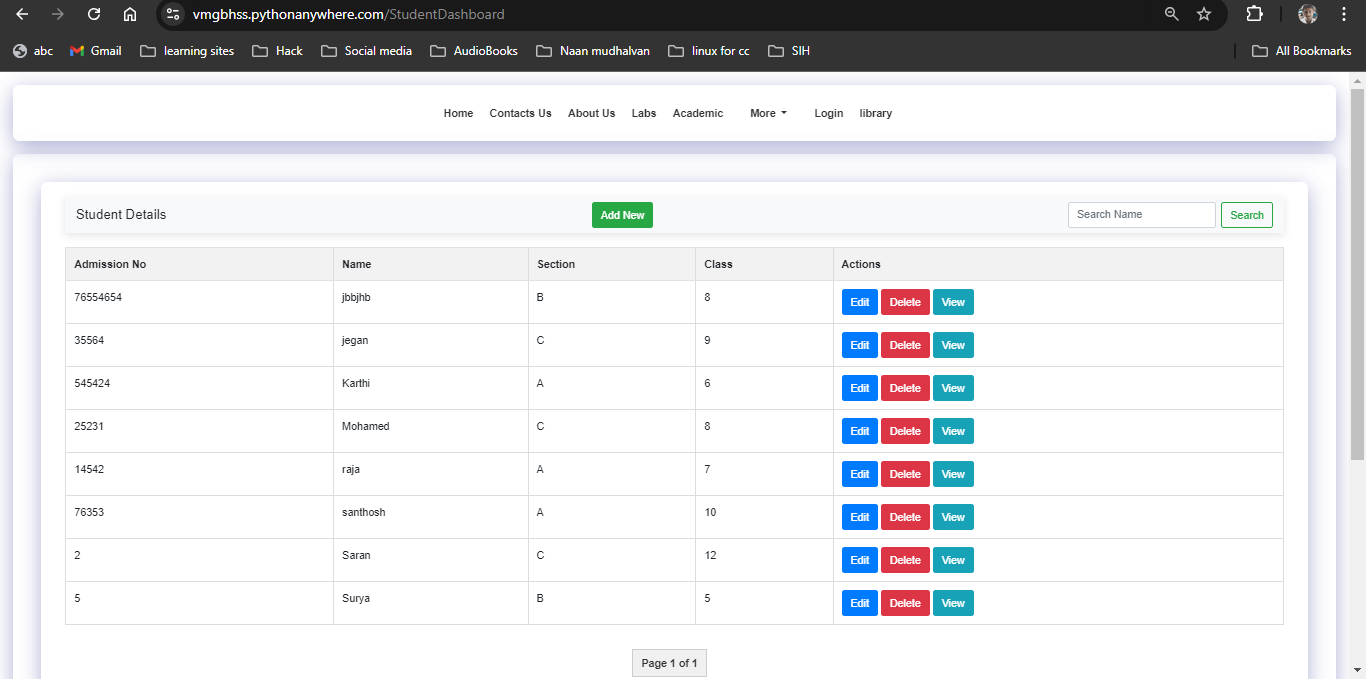 vmgbhss.pythonanywhere.com/StudentDashboard
abc Gmail learning sites Hack Social media AudioBooks Naan mudhalvan linux for cc SIH All Bookmarks
Home Contacts Us About Us Labs Academic More Login library
Student Details Add New Search Name Search
Admission No Name Section Class Actions
76554654 jbbjhb B 8 Edit Delete View
35564 jegan C 9 Edit Delete View
545424 Karthi A 6 Edit Delete View
25231 Mohamed C 8 Edit Delete View
14542 raja A 7 Edit Delete View
76353 santhosh A 10 Edit Delete View
2 Saran C 12 Edit Delete View
5 Surya B 5 Edit Delete View
Page 1 of 1